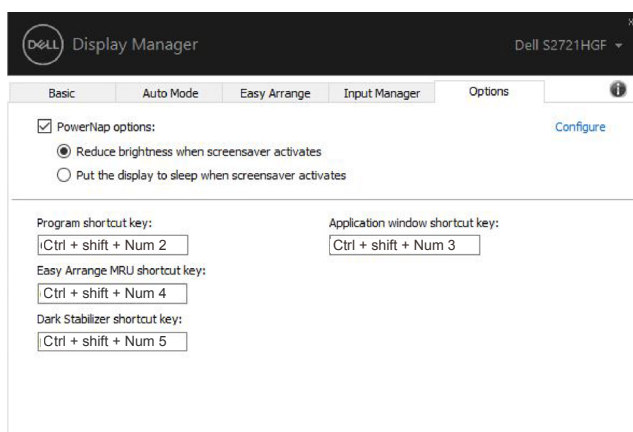 DELL Display Manager Dell S2721HGF
Basic Auto Mode Easy Arrange Input Manager Options
PowerNap options: Configure
Reduce brightness when screensaver activates
Put the display to sleep when screensaver activates
Program shortcut key: Application window shortcut key:
Ctrl + shift + Num 2 Ctrl + shift + Num 3
Easy Arrange MRU shortcut key:
Ctrl + shift + Num 4
Dark Stabilizer shortcut key:
Ctrl + shift + Num 5